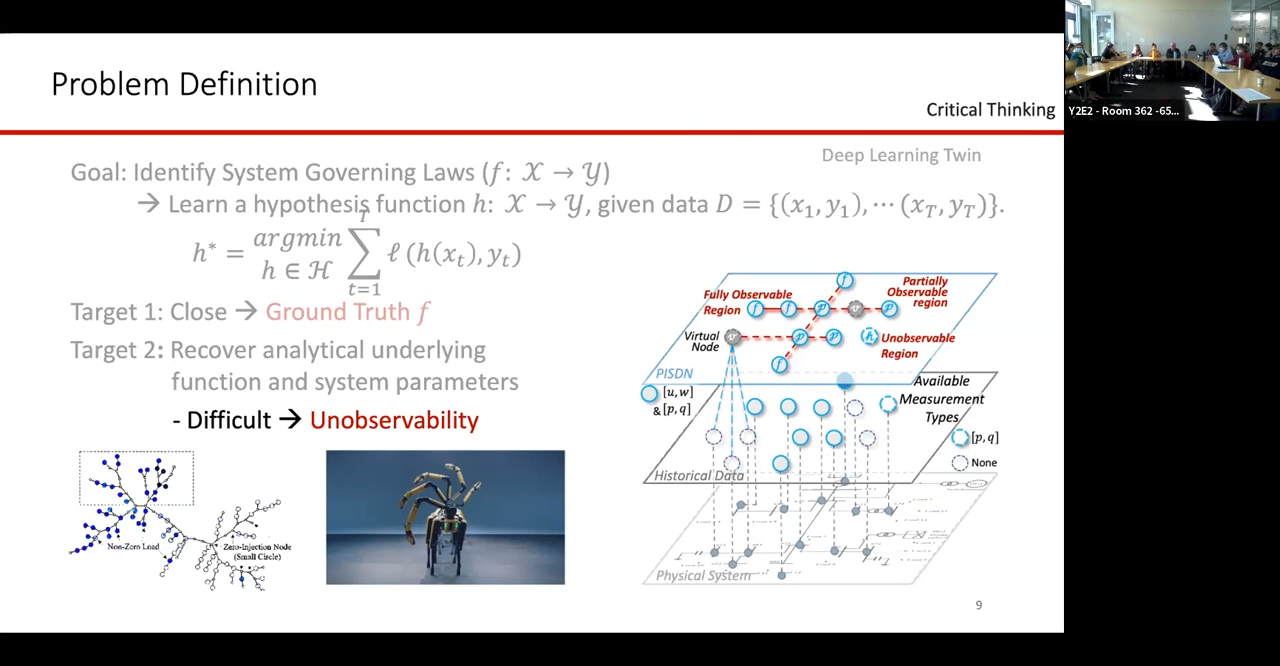 Problem Definition
Critical Thinking
Deep Learning Twin
Goal: Identify System Governing Laws (𝑓: 𝒳 → 𝒴)
→ Learn a hypothesis function ℎ: 𝒳 → 𝒴, given data 𝐷 = {(𝑥₁, 𝑦₁), ⋯ (𝑥_T, 𝑦_T)}.
ℎ* = argmin ℎ ∈ ℋ ∑ 𝑡=1 𝑇 ℓ (ℎ(𝑥ₜ), 𝑦ₜ)
Target 1: Close → Ground Truth 𝑓
Target 2: Recover analytical underlying
function and system parameters
- Difficult → Unobservability
Non-Zero Load
Zero-Injection Node
(Small Circle)
Fully Observable
Region
Partially
Observable
region
f
f
f
p
v
p
Virtual
Node
v
p
p
h
Unobservable
Region
f
PISDN
[u, w]
& [p, q]
Available
Measurement
Types
[p, q]
None
Historical Data
Physical System
9
Y2E2 - Room 362 -65...